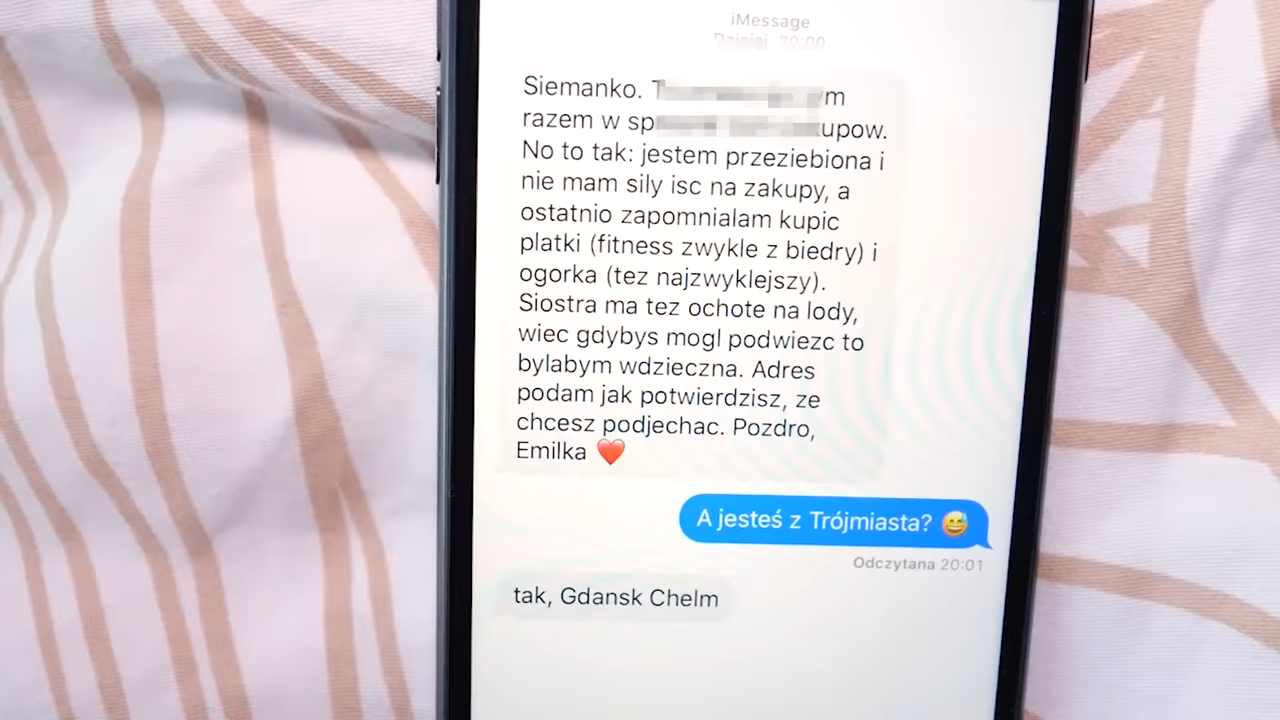 iMessage
Dzisiaj, 20:00
Siemanko.
razem w
No to tak: jestem przeziebiona i
nie mam sily isc na zakupy, a
ostatnio zapomnialam kupic
platki (fitness zwykle z biedry) i
ogorka (tez najzwyklejszy).
Siostra ma tez ochote na lody,
wiec gdybys mogl podwiezc to
bylabym wdzieczna. Adres
podam jak potwierdzisz, ze
chcesz podjechac. Pozdro,
Emilka ❤️
A jesteś z Trójmiasta? 😅
Odczytana 20:01
tak, Gdansk Chelm